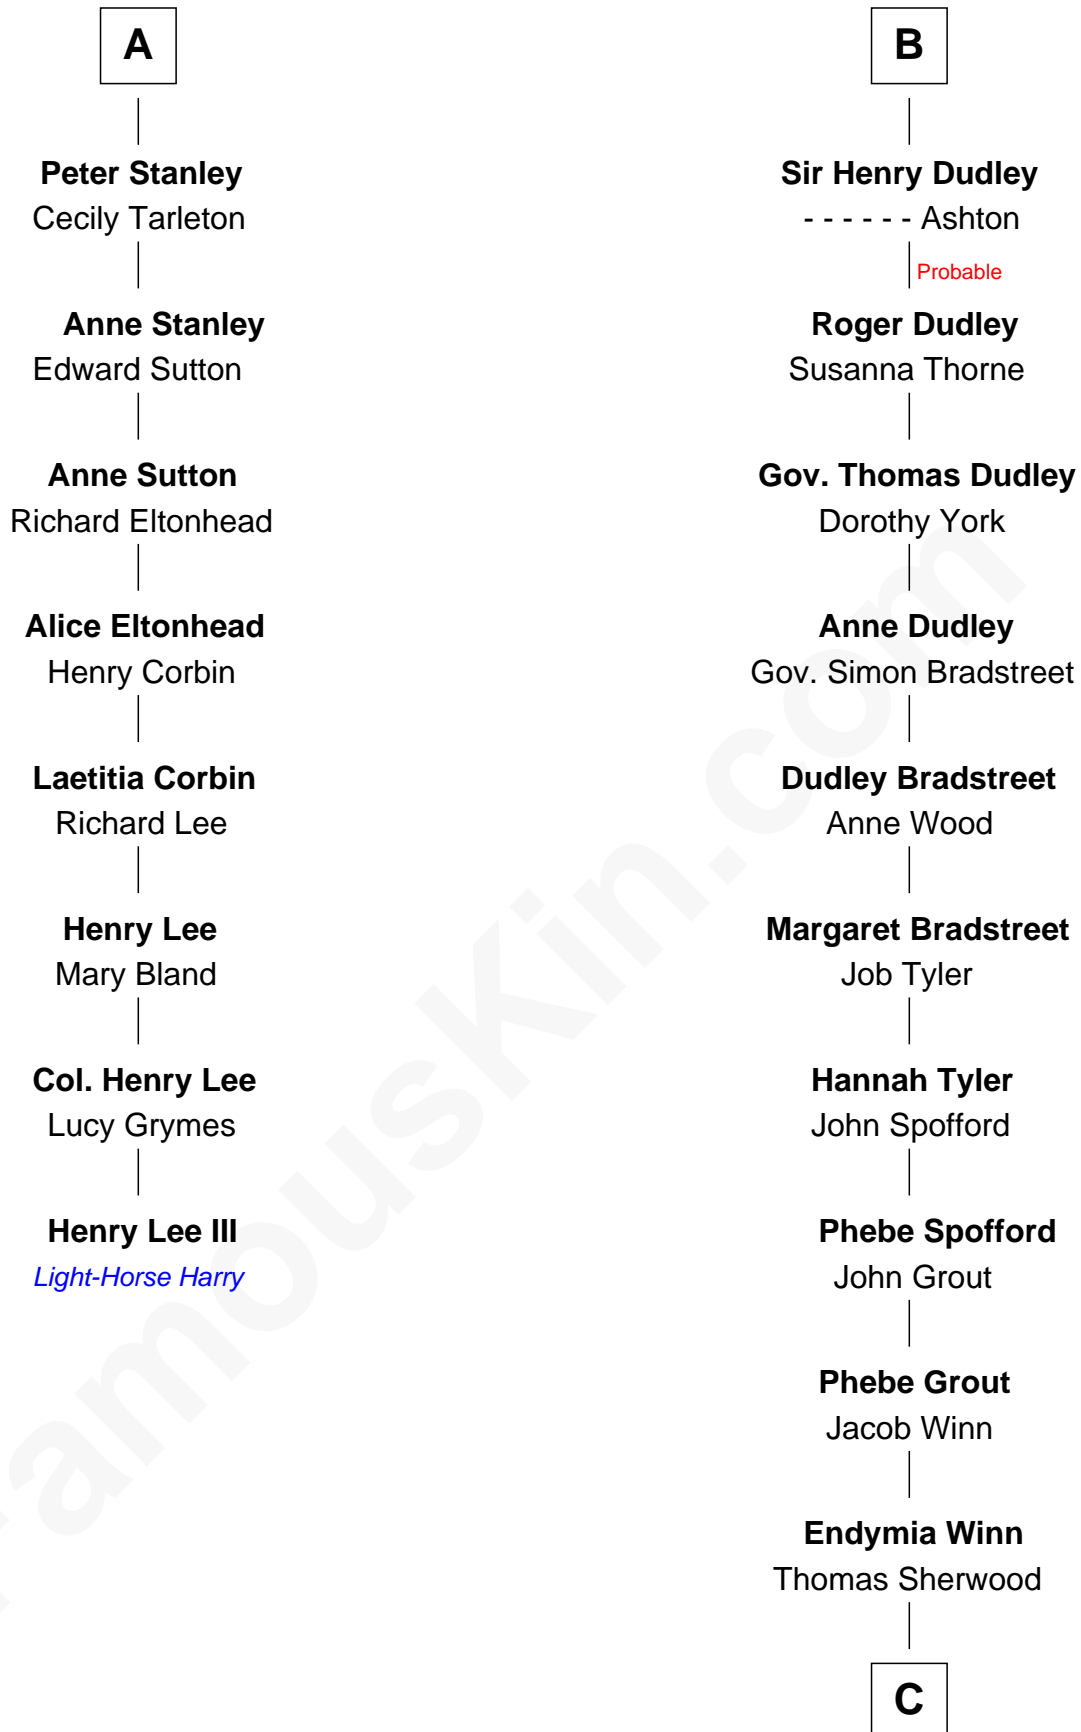 A
Peter Stanley
Cecily Tarleton
Anne Stanley
Edward Sutton
Anne Sutton
Richard Eltonhead
Alice Eltonhead
Henry Corbin
Laetitia Corbin
Richard Lee
Henry Lee
Mary Bland
Col. Henry Lee
Lucy Grymes
Henry Lee III
Light-Horse Harry
B
Sir Henry Dudley
- - - - - - Ashton
Probable
Roger Dudley
Susanna Thorne
Gov. Thomas Dudley
Dorothy York
Anne Dudley
Gov. Simon Bradstreet
Dudley Bradstreet
Anne Wood
Margaret Bradstreet
Job Tyler
Hannah Tyler
John Spofford
Phebe Spofford
John Grout
Phebe Grout
Jacob Winn
Endymia Winn
Thomas Sherwood
C
FamousKin.com